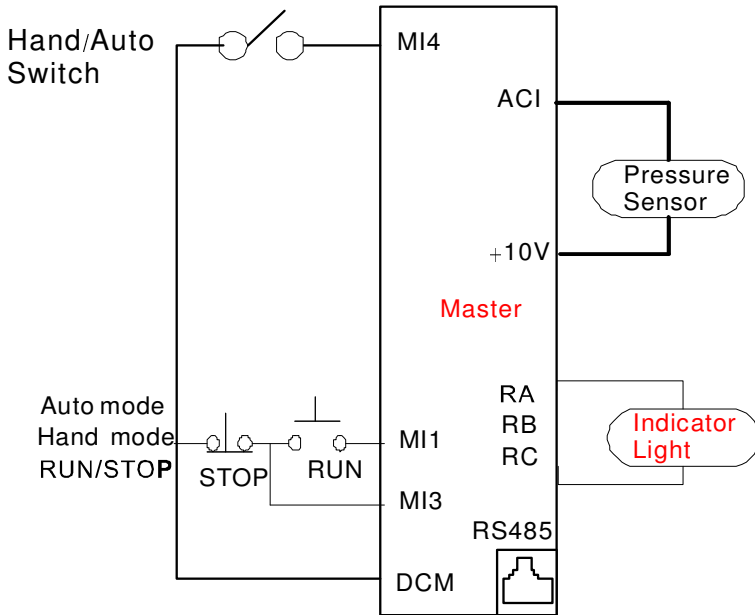 Hand/Auto
Switch
MI4
ACI
Pressure
Sensor
+10V
Master
Auto mode
Hand mode
RUN/STOP
STOP
RUN
MI1
MI3
DCM
RA
RB
RC
Indicator
Light
RS485